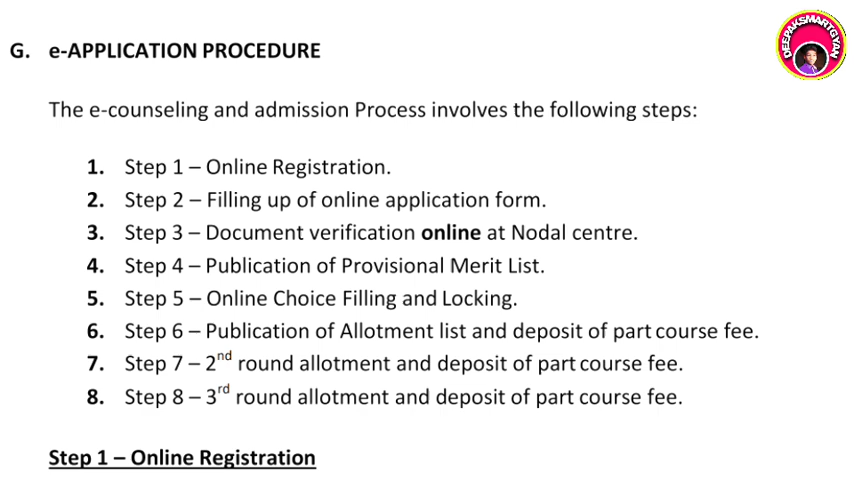 DEEPAKSMARTGYAN
G. e-APPLICATION PROCEDURE
The e-counseling and admission Process involves the following steps:
1. Step 1 – Online Registration.
2. Step 2 – Filling up of online application form.
3. Step 3 – Document verification online at Nodal centre.
4. Step 4 – Publication of Provisional Merit List.
5. Step 5 – Online Choice Filling and Locking.
6. Step 6 – Publication of Allotment list and deposit of part course fee.
7. Step 7 – 2nd round allotment and deposit of part course fee.
8. Step 8 – 3rd round allotment and deposit of part course fee.
Step 1 – Online Registration